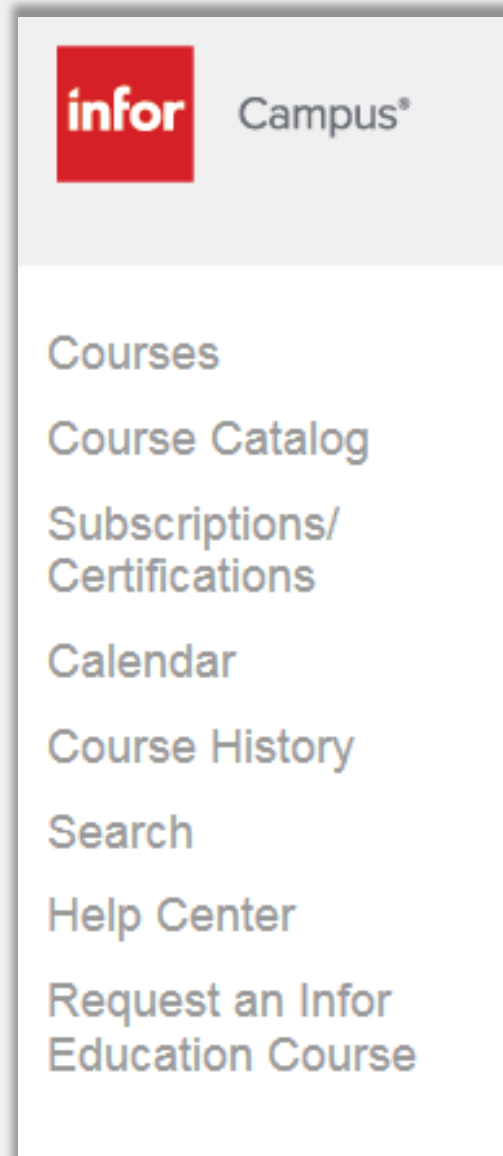 infor Campus®
Courses
Course Catalog
Subscriptions/
Certifications
Calendar
Course History
Search
Help Center
Request an Infor
Education Course